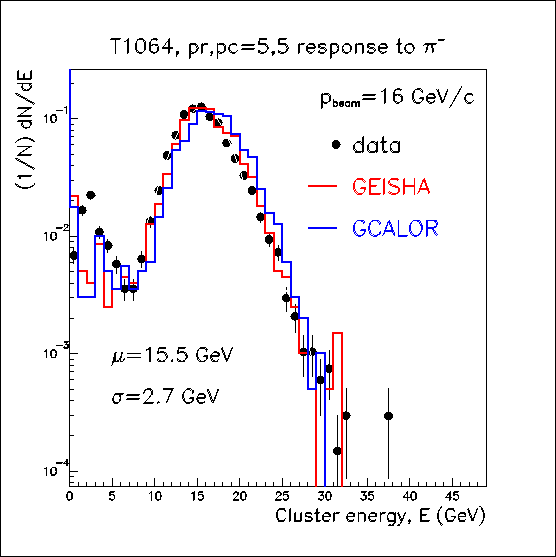 T1064, pr,pc=5,5 response to π⁻
(1/N) dN/dE
p_beam=16 GeV/c
data
GEISHA
GCALOR
μ=15.5 GeV
σ=2.7 GeV
10⁻¹
10⁻²
10⁻³
10⁻⁴
0 5 10 15 20 25 30 35 40 45
Cluster energy, E (GeV)